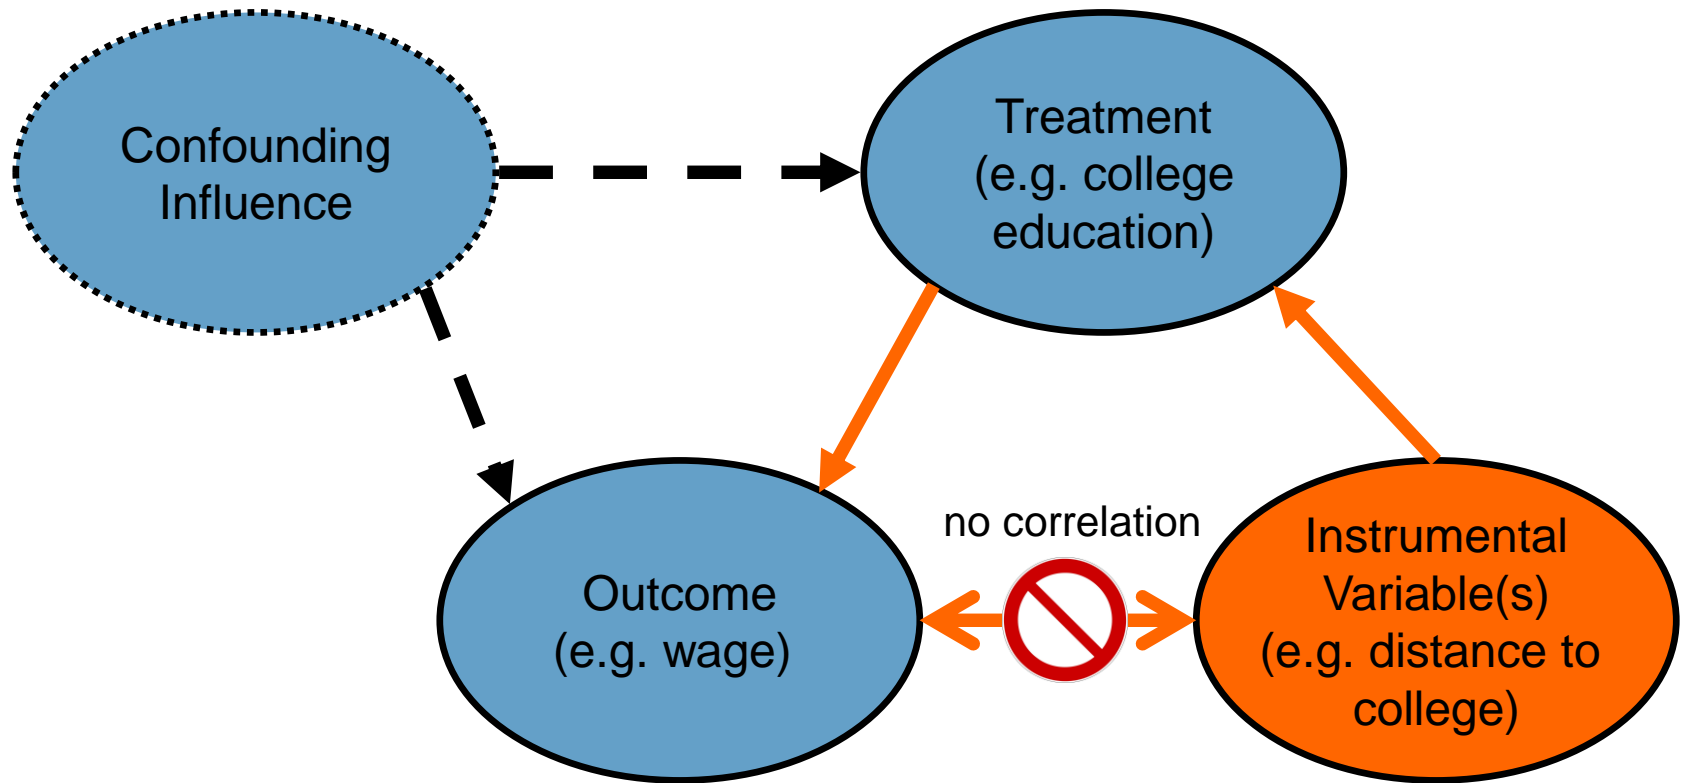 Confounding
Influence
Treatment
(e.g. college
education)
no correlation
Outcome
(e.g. wage)
Instrumental
Variable(s)
(e.g. distance to
college)